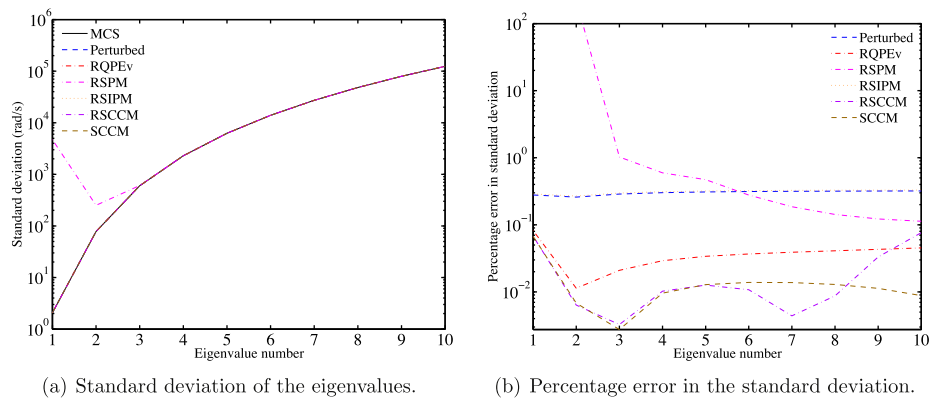 10^6
10^5
10^4
10^3
10^2
10^1
10^0
Standard deviation (rad/s)
MCS
Perturbed
RQPEv
RSPM
RSIPM
RSCCM
SCCM
1 2 3 4 5 6 7 8 9 10
Eigenvalue number
(a) Standard deviation of the eigenvalues.
10^2
10^1
10^0
10^-1
10^-2
Percentage error in standard deviation
Perturbed
RQPEv
RSPM
RSIPM
RSCCM
SCCM
1 2 3 4 5 6 7 8 9 10
Eigenvalue number
(b) Percentage error in the standard deviation.